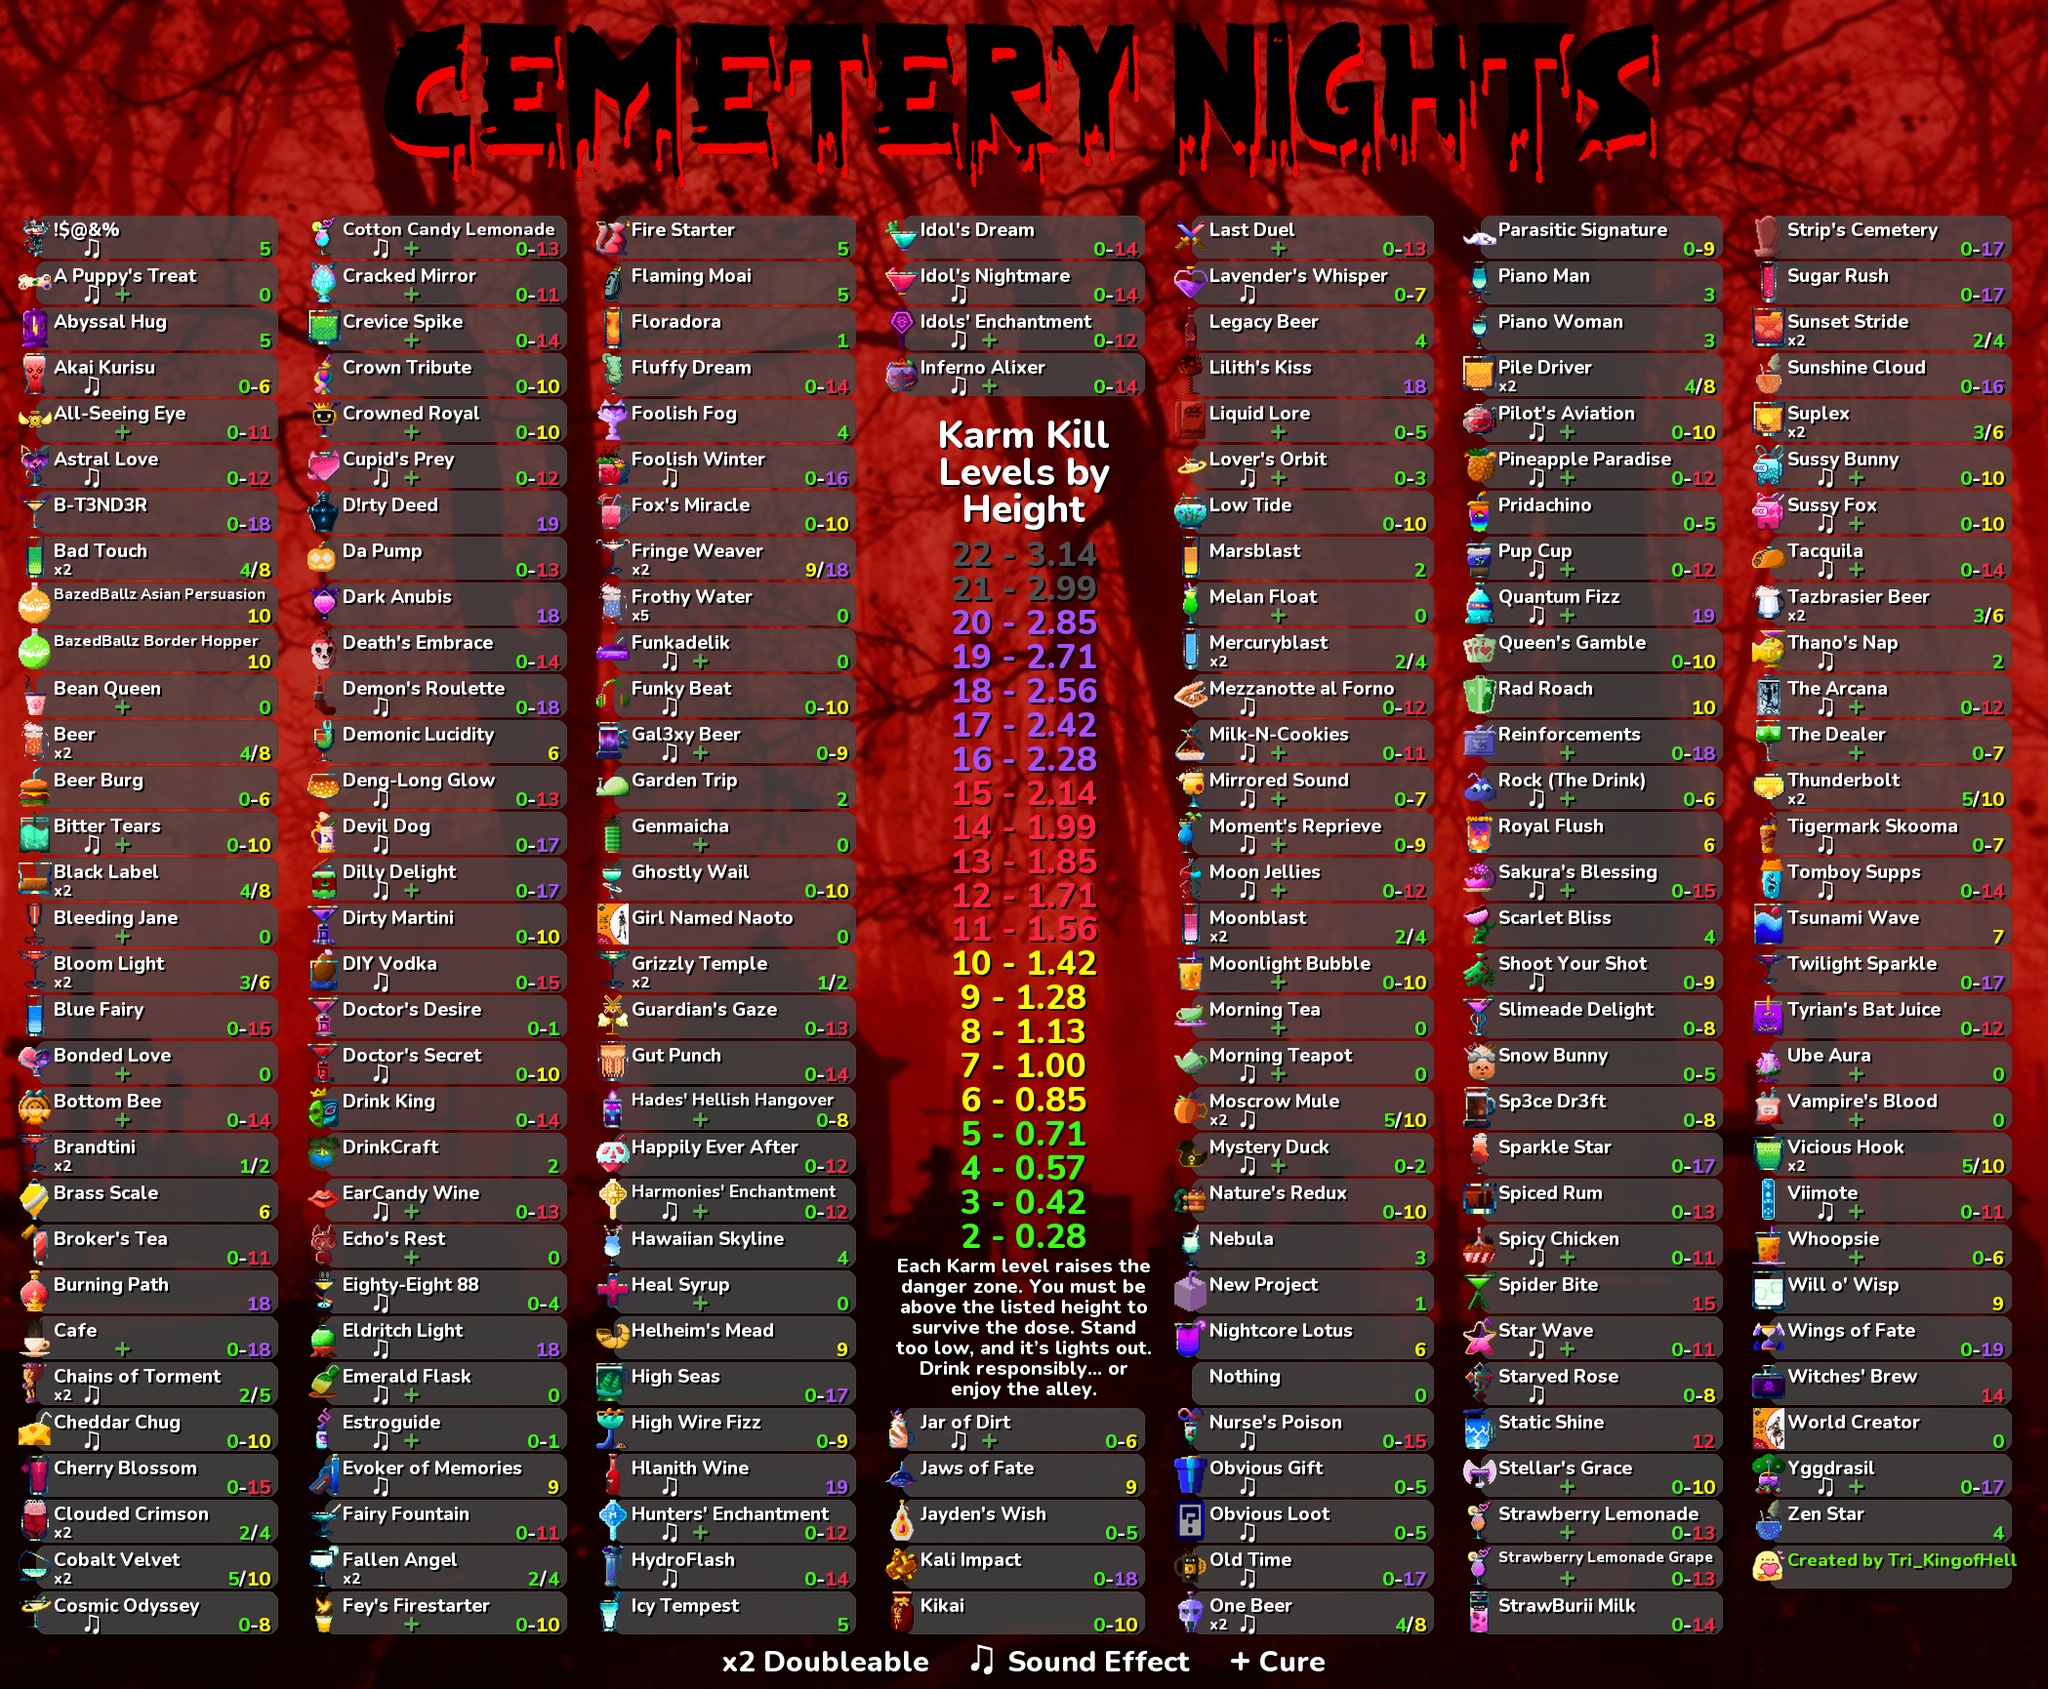 CEMETERY NIGHTS
!$@&%
♫ 5
A Puppy's Treat
♫ + 0
Abyssal Hug
5
Akai Kurisu
♫ 0-6
All-Seeing Eye
+ 0-11
Astral Love
♫ 0-12
B-T3ND3R
0-18
Bad Touch
x2 4/8
BazedBallz Asian Persuasion
10
BazedBallz Border Hopper
10
Bean Queen
+ 0
Beer
x2 4/8
Beer Burg
0-6
Bitter Tears
♫ + 0-10
Black Label
x2 4/8
Bleeding Jane
+ 0
Bloom Light
x2 3/6
Blue Fairy
0-15
Bonded Love
+ 0
Bottom Bee
+ 0-14
Brandtini
x2 1/2
Brass Scale
6
Broker's Tea
0-11
Burning Path
18
Cafe
+ 0-18
Chains of Torment
x2 ♫ 2/5
Cheddar Chug
♫ 0-10
Cherry Blossom
0-15
Clouded Crimson
x2 2/4
Cobalt Velvet
x2 5/10
Cosmic Odyssey
♫ 0-8
Cotton Candy Lemonade
♫ + 0-13
Cracked Mirror
+ 0-11
Crevice Spike
+ 0-14
Crown Tribute
0-10
Crowned Royal
+ 0-10
Cupid's Prey
♫ + 0-12
D!rty Deed
19
Da Pump
0-13
Dark Anubis
18
Death's Embrace
0-14
Demon's Roulette
♫ 0-18
Demonic Lucidity
6
Deng-Long Glow
♫ 0-13
Devil Dog
♫ 0-17
Dilly Delight
♫ + 0-17
Dirty Martini
0-10
DIY Vodka
♫ 0-15
Doctor's Desire
0-1
Doctor's Secret
♫ 0-10
Drink King
0-14
DrinkCraft
2
EarCandy Wine
♫ + 0-13
Echo's Rest
+ 0
Eighty-Eight 88
♫ 0-4
Eldritch Light
♫ 18
Emerald Flask
♫ + 0
Estroguide
♫ + 0-1
Evoker of Memories
♫ 9
Fairy Fountain
0-11
Fallen Angel
x2 2/4
Fey's Firestarter
+ 0-10
Fire Starter
5
Flaming Moai
5
Floradora
1
Fluffy Dream
0-14
Foolish Fog
4
Foolish Winter
♫ 0-16
Fox's Miracle
0-10
Fringe Weaver
x2 9/18
Frothy Water
x5 0
Funkadelik
♫ + 0
Funky Beat
♫ 0-10
Gal3xy Beer
♫ + 0-9
Garden Trip
2
Genmaicha
+ 0
Ghostly Wail
0-10
Girl Named Naoto
0
Grizzly Temple
x2 1/2
Guardian's Gaze
0-13
Gut Punch
0-14
Hades' Hellish Hangover
+ 0-8
Happily Ever After
0-12
Harmonies' Enchantment
♫ + 0-12
Hawaiian Skyline
4
Heal Syrup
+ 0
Helheim's Mead
9
High Seas
0-17
High Wire Fizz
0-9
Hlanith Wine
19
Hunters' Enchantment
♫ + 0-12
HydroFlash
♫ 0-14
Icy Tempest
5
Idol's Dream
0-14
Idol's Nightmare
♫ 0-14
Idols' Enchantment
♫ + 0-12
Inferno Alixer
♫ + 0-14
Karm Kill
Levels by
Height
22 - 3.14
21 - 2.99
20 - 2.85
19 - 2.71
18 - 2.56
17 - 2.42
16 - 2.28
15 - 2.14
14 - 1.99
13 - 1.85
12 - 1.71
11 - 1.56
10 - 1.42
9 - 1.28
8 - 1.13
7 - 1.00
6 - 0.85
5 - 0.71
4 - 0.57
3 - 0.42
2 - 0.28
Each Karm level raises the
danger zone. You must be
above the listed height to
survive the dose. Stand
too low, and it's lights out.
Drink responsibly... or
enjoy the alley.
Jar of Dirt
♫ + 0-6
Jaws of Fate
9
Jayden's Wish
0-5
Kali Impact
0-18
Kikai
0-10
Last Duel
+ 0-13
Lavender's Whisper
♫ 0-7
Legacy Beer
4
Lilith's Kiss
18
Liquid Lore
+ 0-5
Lover's Orbit
♫ + 0-3
Low Tide
0-10
Marsblast
2
Melan Float
+ 0
Mercuryblast
x2 2/4
Mezzanotte al Forno
♫ 0-12
Milk-N-Cookies
♫ + 0-11
Mirrored Sound
♫ + 0-7
Moment's Reprieve
♫ + 0-9
Moon Jellies
♫ + 0-12
Moonblast
x2 2/4
Moonlight Bubble
+ 0-10
Morning Tea
+ 0
Morning Teapot
♫ + 0
Moscrow Mule
x2 ♫ 5/10
Mystery Duck
♫ + 0-2
Nature's Redux
0-10
Nebula
3
New Project
1
Nightcore Lotus
6
Nothing
0
Nurse's Poison
♫ 0-15
Obvious Gift
♫ 0-5
Obvious Loot
♫ 0-5
Old Time
♫ 0-17
One Beer
x2 ♫ 4/8
Parasitic Signature
0-9
Piano Man
3
Piano Woman
3
Pile Driver
x2 4/8
Pilot's Aviation
♫ + 0-10
Pineapple Paradise
♫ + 0-12
Pridachino
0-5
Pup Cup
♫ + 0-12
Quantum Fizz
♫ + 19
Queen's Gamble
0-10
Rad Roach
10
Reinforcements
+ 0-18
Rock (The Drink)
♫ + 0-6
Royal Flush
6
Sakura's Blessing
♫ + 0-15
Scarlet Bliss
4
Shoot Your Shot
♫ 0-9
Slimeade Delight
0-8
Snow Bunny
0-5
Sp3ce Dr3ft
0-8
Sparkle Star
0-17
Spiced Rum
0-13
Spicy Chicken
♫ + 0-11
Spider Bite
15
Star Wave
♫ + 0-11
Starved Rose
♫ 0-8
Static Shine
12
Stellar's Grace
+ 0-10
Strawberry Lemonade
+ 0-13
Strawberry Lemonade Grape
+ 0-13
StrawBurii Milk
0-14
Strip's Cemetery
0-17
Sugar Rush
0-17
Sunset Stride
x2 2/4
Sunshine Cloud
0-16
Suplex
x2 3/6
Sussy Bunny
♫ + 0-10
Sussy Fox
♫ + 0-10
Tacquila
♫ + 0-14
Tazbrasier Beer
x2 3/6
Thano's Nap
♫ 2
The Arcana
♫ + 0-12
The Dealer
+ 0-7
Thunderbolt
x2 5/10
Tigermark Skooma
♫ 0-7
Tomboy Supps
♫ 0-14
Tsunami Wave
7
Twilight Sparkle
0-17
Tyrian's Bat Juice
0-12
Ube Aura
+ 0
Vampire's Blood
+ 0
Vicious Hook
x2 5/10
Viimote
♫ + 0-11
Whoopsie
+ 0-6
Will o' Wisp
9
Wings of Fate
0-19
Witches' Brew
14
World Creator
0
Yggdrasil
♫ + 0-17
Zen Star
4
Created by Tri_KingofHell
x2 Doubleable ♫ Sound Effect + Cure